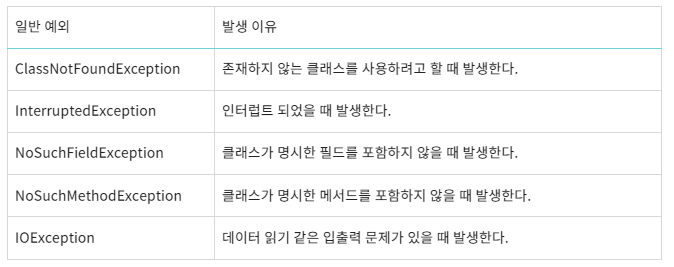 일반 예외 발생 이유
ClassNotFoundException 존재하지 않는 클래스를 사용하려고 할 때 발생한다.
InterruptedException 인터럽트 되었을 때 발생한다.
NoSuchFieldException 클래스가 명시한 필드를 포함하지 않을 때 발생한다.
NoSuchMethodException 클래스가 명시한 메서드를 포함하지 않을 때 발생한다.
IOException 데이터 읽기 같은 입출력 문제가 있을 때 발생한다.